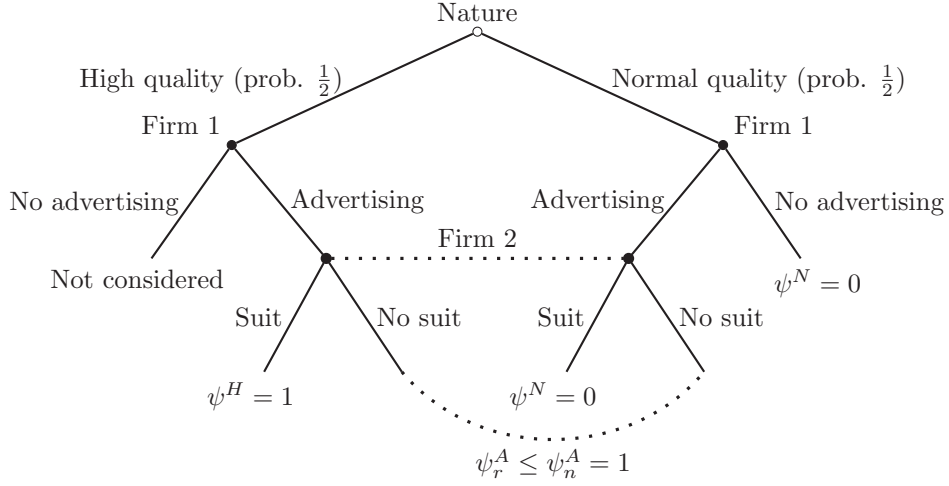 Nature
High quality (prob. 1/2)
Normal quality (prob. 1/2)
Firm 1
Firm 1
No advertising
Advertising
Advertising
No advertising
Firm 2
Not considered
ψ^N = 0
Suit
No suit
Suit
No suit
ψ^H = 1
ψ^N = 0
ψ_r^A ≤ ψ_n^A = 1